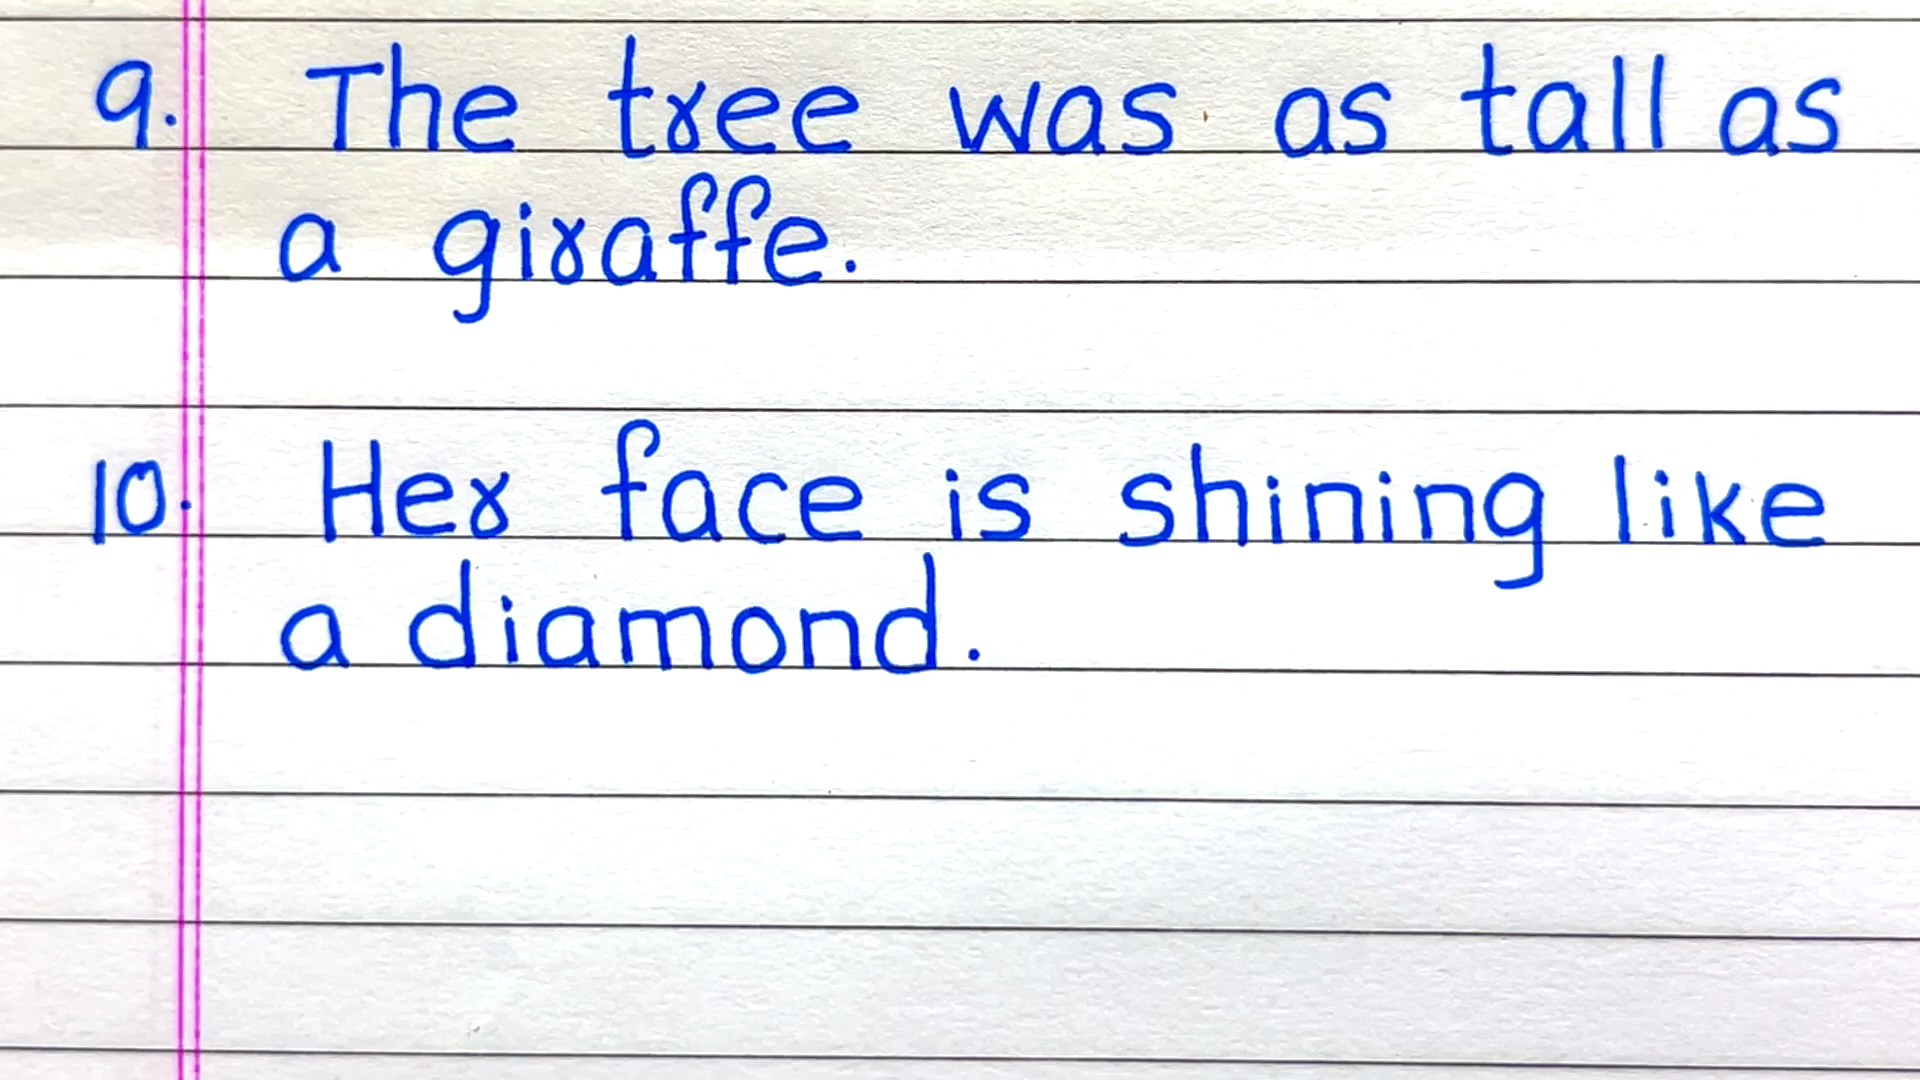 9. The tree was as tall as
a giraffe.
10. Her face is shining like
a diamond.